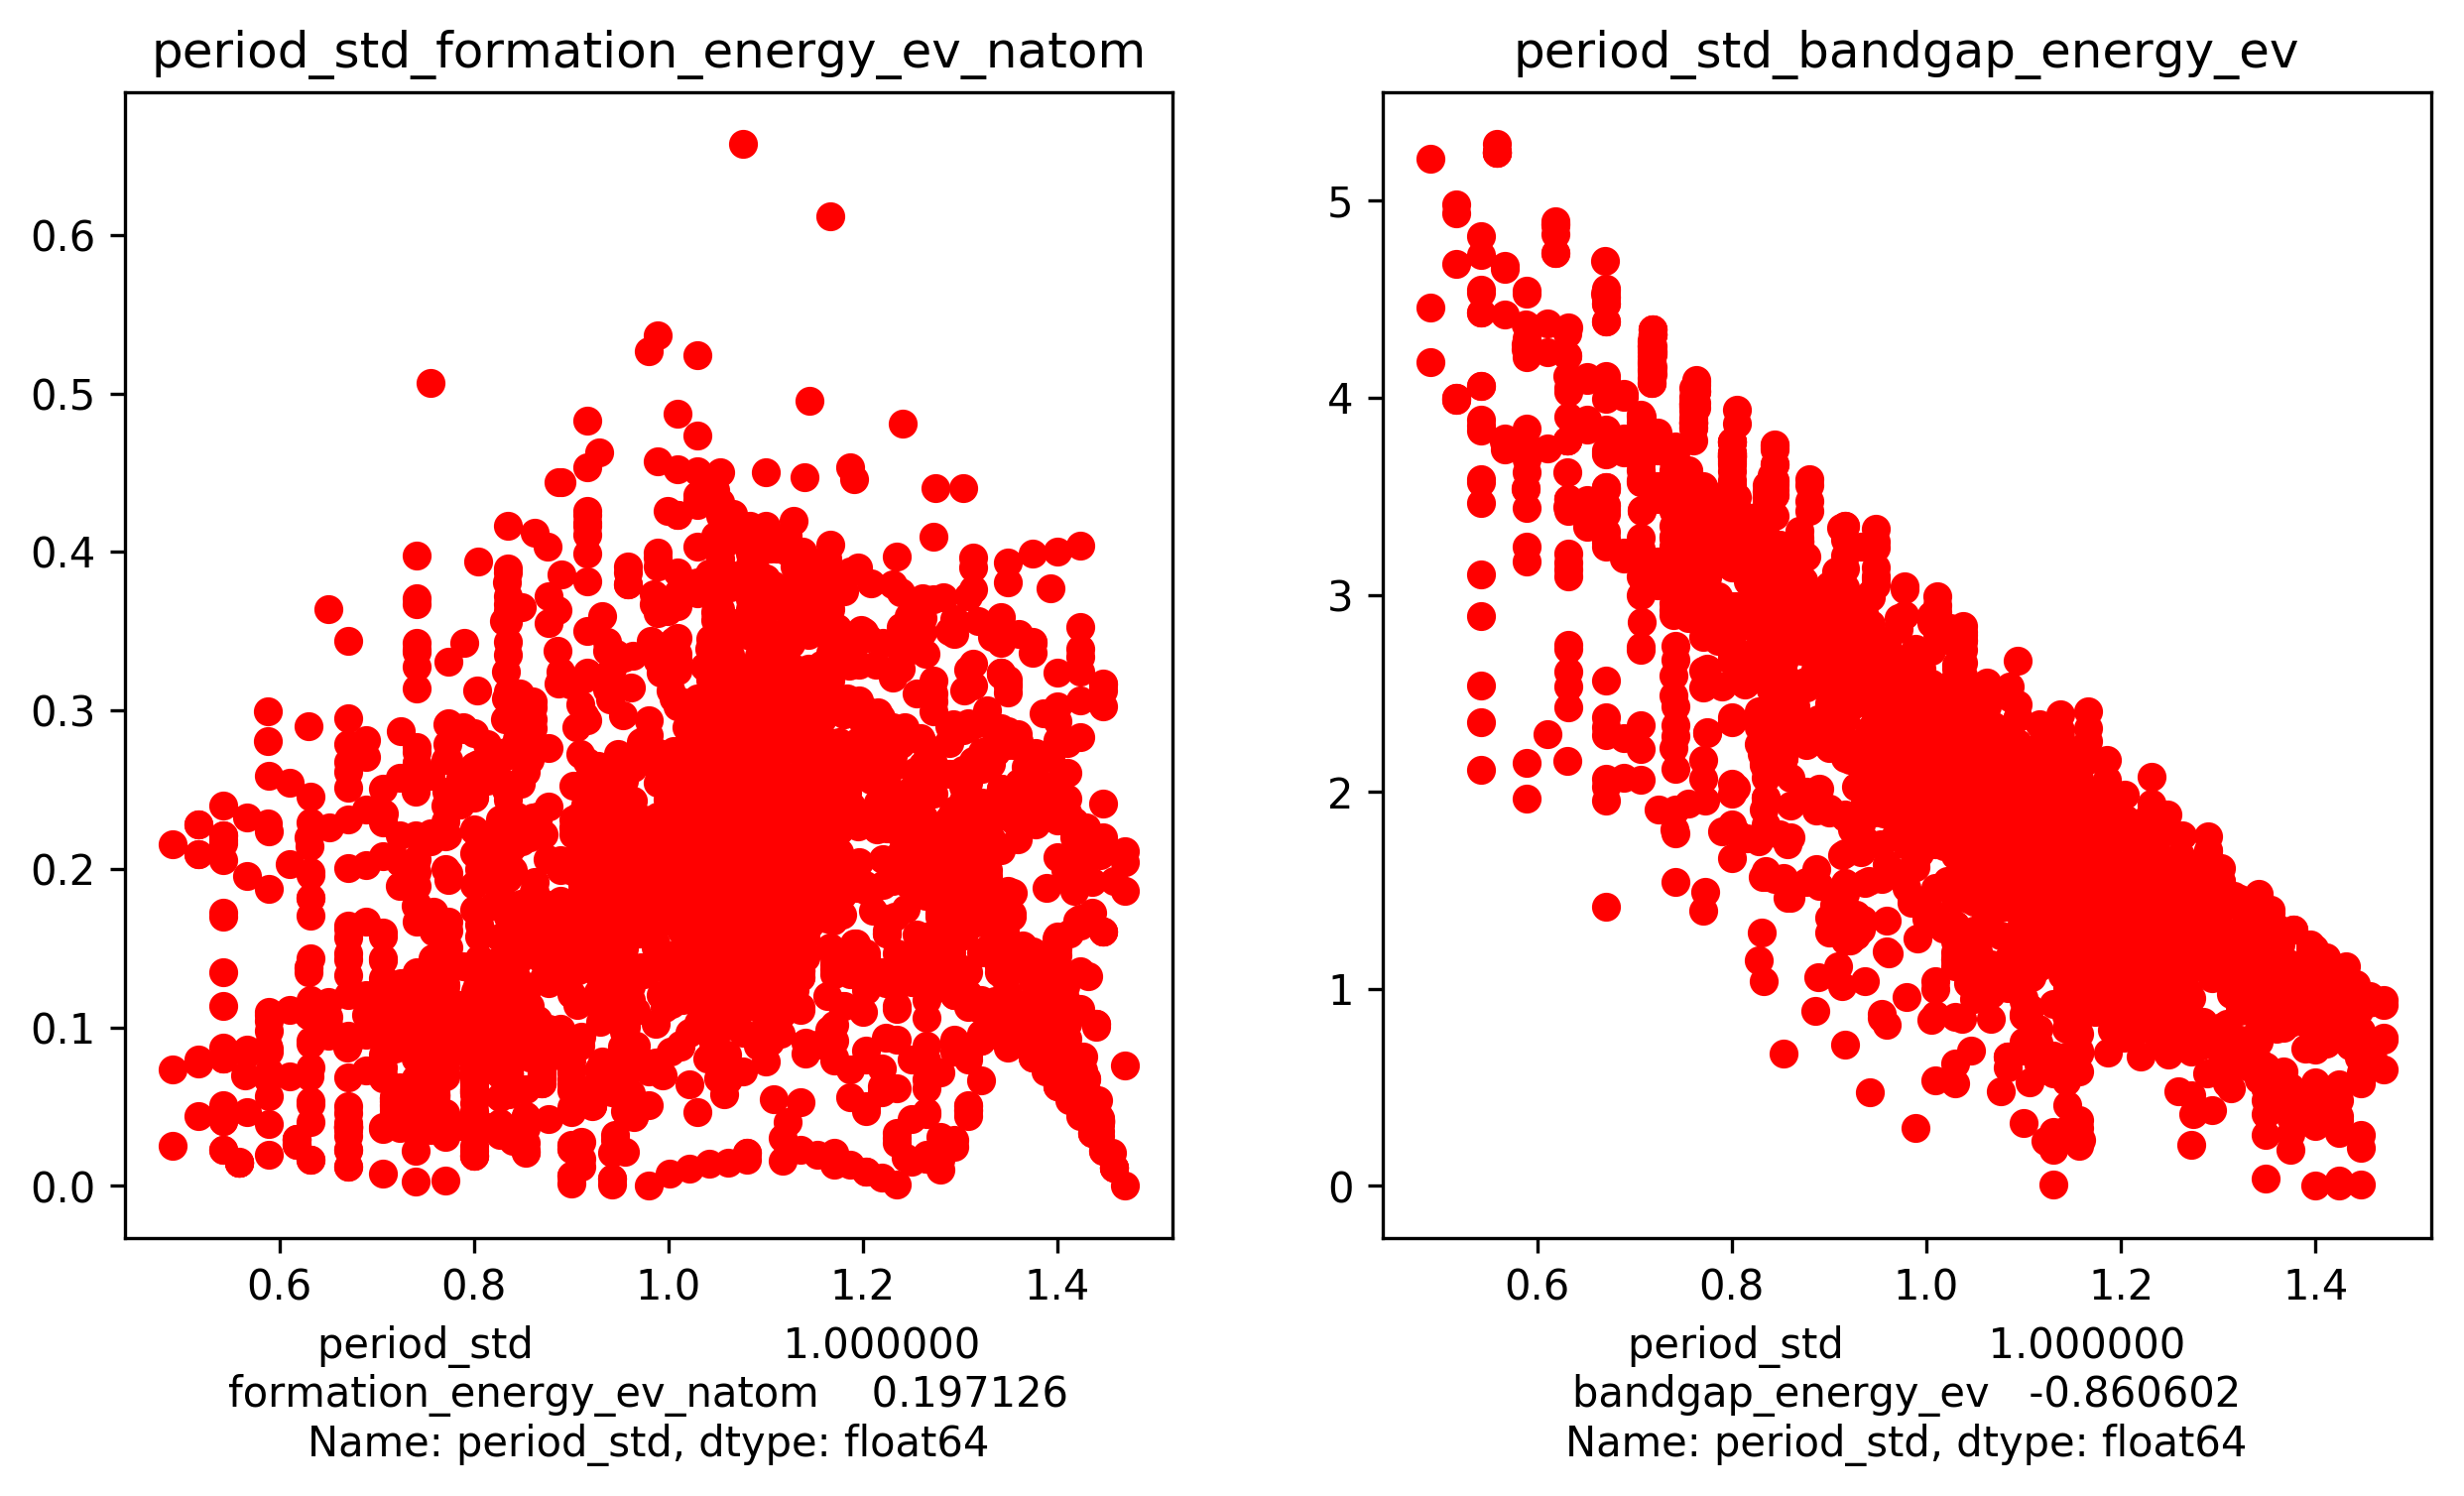 period_std_formation_energy_ev_natom
0.6
0.5
0.4
0.3
0.2
0.1
0.0
0.6 0.8 1.0 1.2 1.4
period_std 1.000000
formation_energy_ev_natom 0.197126
Name: period_std, dtype: float64
period_std_bandgap_energy_ev
5
4
3
2
1
0
0.6 0.8 1.0 1.2 1.4
period_std 1.000000
bandgap_energy_ev -0.860602
Name: period_std, dtype: float64